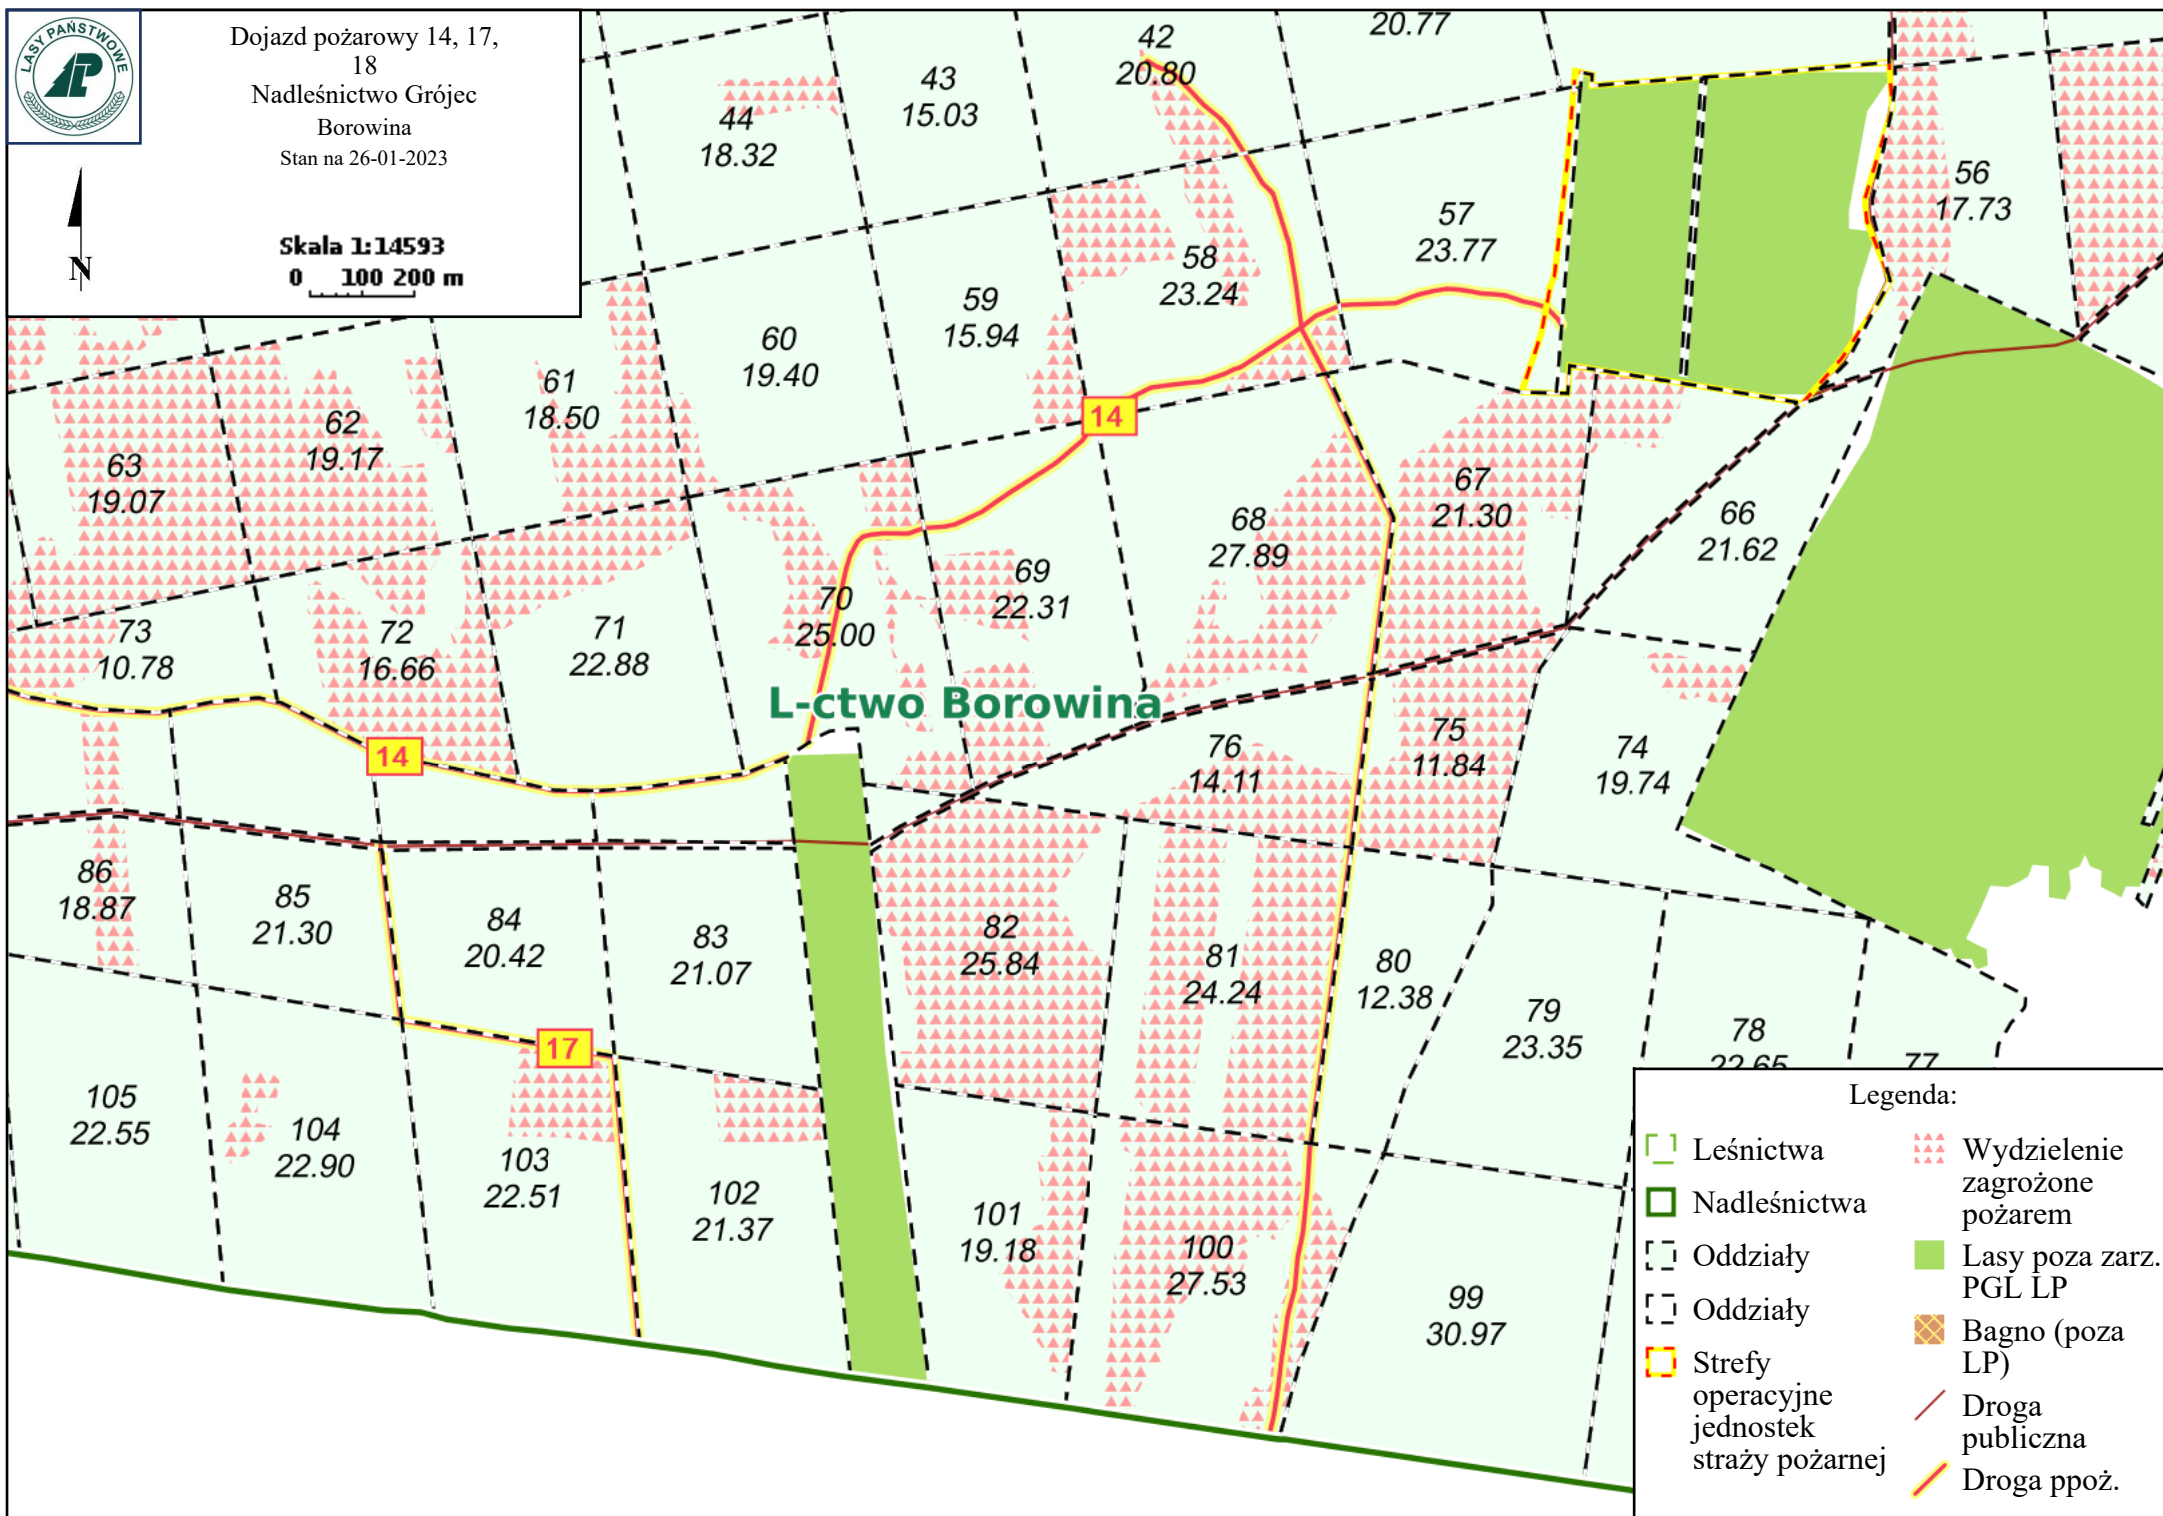 LASY PAŃSTWOWE
Dojazd pożarowy 14, 17,
18
Nadleśnictwo Grójec
Borowina
Stan na 26-01-2023
N
Skala 1:14593
0 100 200 m
20.77
42
20.80
43
15.03
44
18.32
56
17.73
57
23.77
58
23.24
59
15.94
60
19.40
61
18.50
62
19.17
63
19.07
14
66
21.62
67
21.30
68
27.89
69
22.31
70
25.00
71
22.88
72
16.66
73
10.78
L-ctwo Borowina
14
74
19.74
75
11.84
76
14.11
86
18.87
85
21.30
84
20.42
83
21.07
82
25.84
81
24.24
80
12.38
79
23.35
78
22.65
77
17
105
22.55
104
22.90
103
22.51
102
21.37
101
19.18
100
27.53
99
30.97
Legenda:
Leśnictwa
Nadleśnictwa
Oddziały
Oddziały
Strefy
operacyjne
jednostek
straży pożarnej
Wydzielenie
zagrożone
pożarem
Lasy poza zarz.
PGL LP
Bagno (poza
LP)
Droga
publiczna
Droga ppoż.